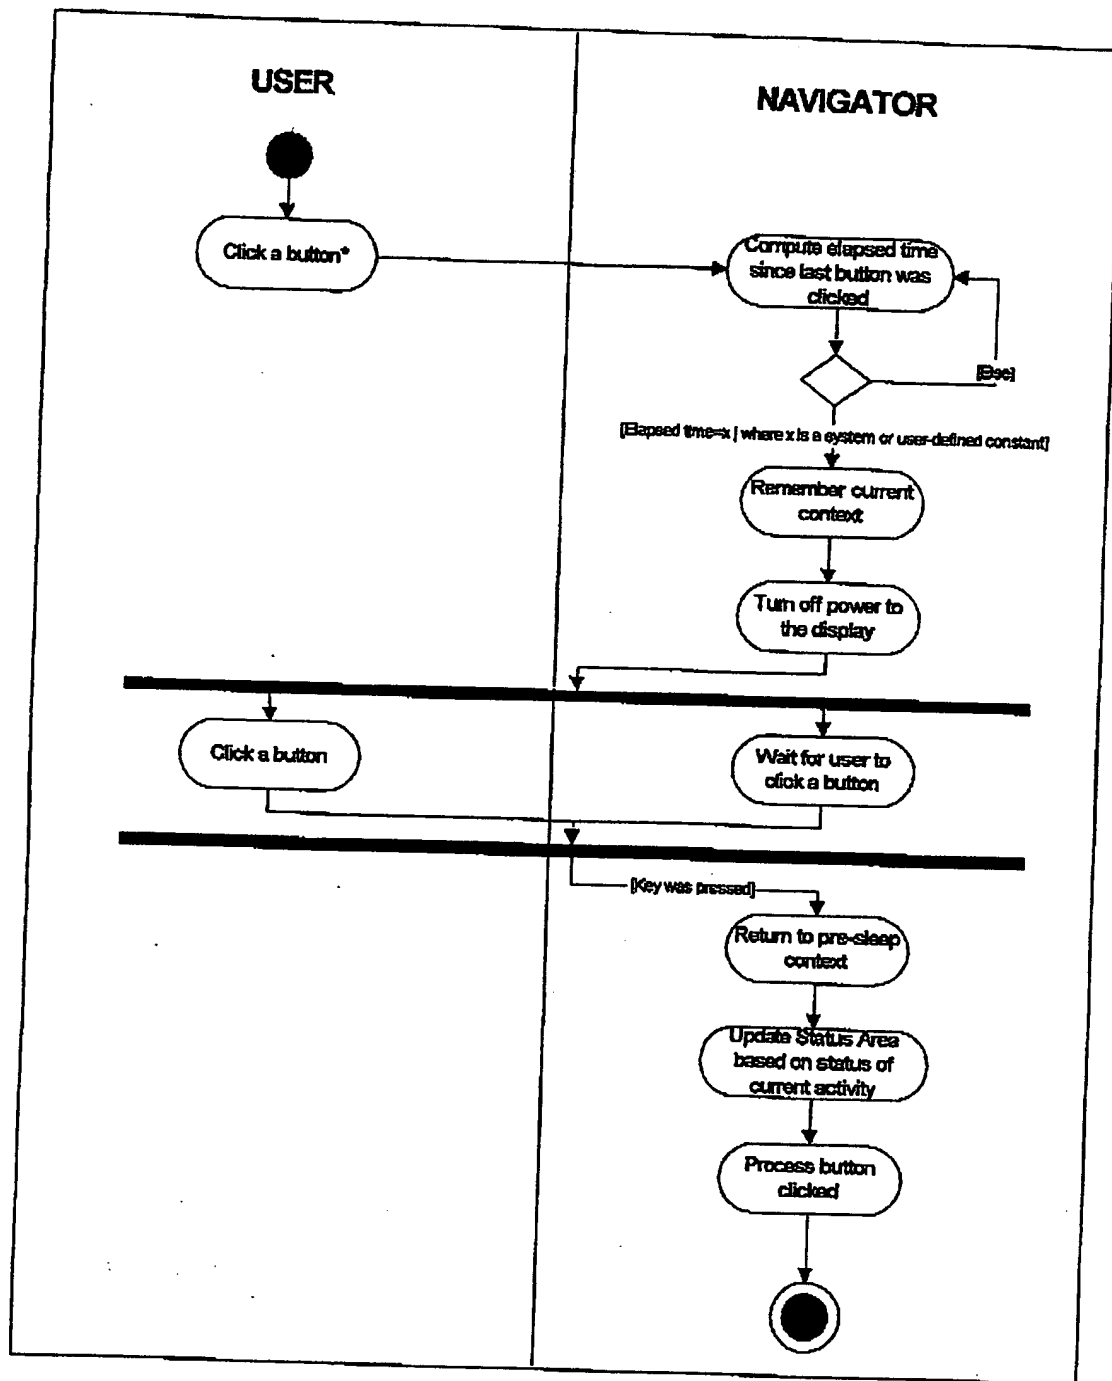 USER
NAVIGATOR
Click a button*
Compute elapsed time
since last button was
clicked
[Else]
[Elapsed time=x | where x is a system or user-defined constant]
Remember current
context
Turn off power to
the display
Click a button
Wait for user to
click a button
[Key was pressed]
Return to pre-sleep
context
Update Status Area
based on status of
current activity
Process button
clicked